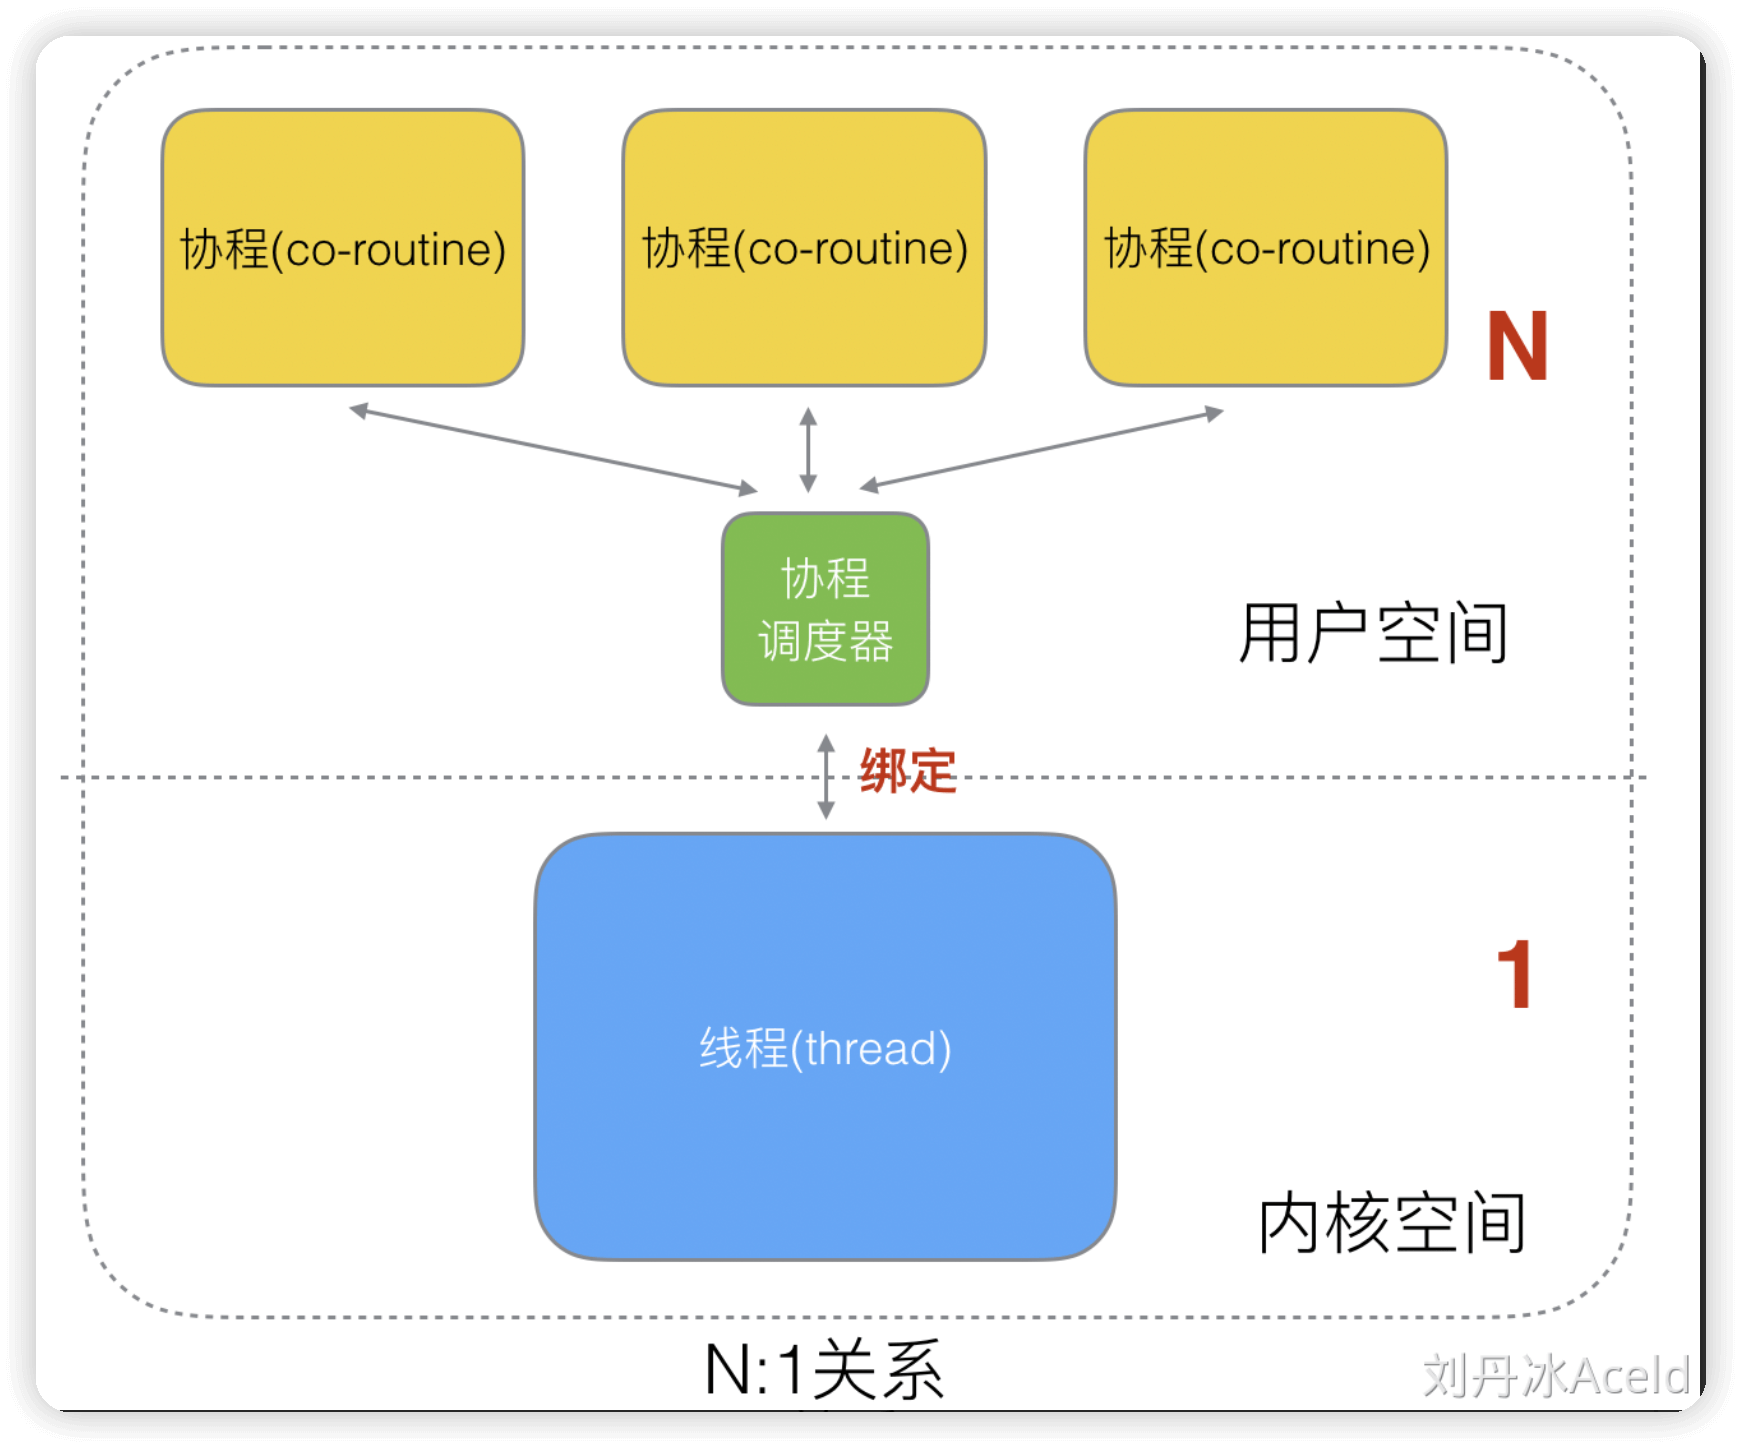 协程(co-routine)
协程(co-routine)
协程(co-routine)
N
协程
调度器
用户空间
绑定
1
线程(thread)
内核空间
N:1关系
刘丹冰Aceld